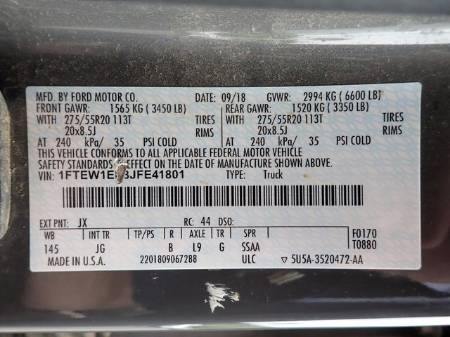 MFD. BY FORD MOTOR CO. DATE: 09/18 GVWR: 2994 KG (6600 LB)
FRONT GAWR: 1565 KG (3450 LB) REAR GAWR: 1520 KG (3350 LB)
WITH 275/55R20 113T TIRES WITH 275/55R20 113T TIRES
20x8.5J RIMS 20x8.5J RIMS
AT 240 kPa/ 35 PSI COLD AT 240 kPa/ 35 PSI COLD
THIS VEHICLE CONFORMS TO ALL APPLICABLE FEDERAL MOTOR VEHICLE
SAFETY STANDARDS IN EFFECT ON THE DATE OF MANUFACTURE SHOWN ABOVE.
VIN: TYPE: Truck
EXT PNT: JX RC: 44 DSO: F0170
WB TP/PS R AXLE TR SPR T0880
145 JG B L9 G SSAA
MADE IN U.S.A. 2201809067288 ULC 5U5A-3520472-AA